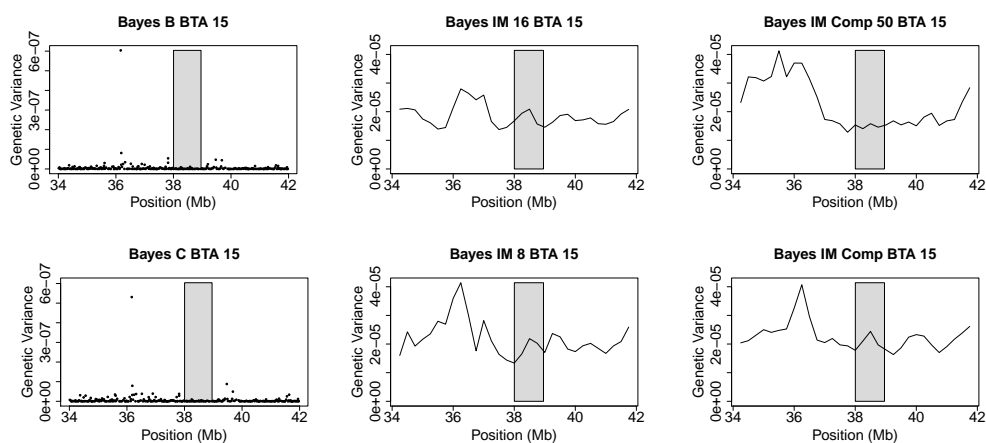 Bayes B BTA 15
Genetic Variance
0e+00 3e-07 6e-07
34 36 38 40 42
Position (Mb)
Bayes IM 16 BTA 15
Genetic Variance
0e+00 2e-05 4e-05
34 36 38 40 42
Position (Mb)
Bayes IM Comp 50 BTA 15
Genetic Variance
0e+00 2e-05 4e-05
34 36 38 40 42
Position (Mb)
Bayes C BTA 15
Genetic Variance
0e+00 3e-07 6e-07
34 36 38 40 42
Position (Mb)
Bayes IM 8 BTA 15
Genetic Variance
0e+00 2e-05 4e-05
34 36 38 40 42
Position (Mb)
Bayes IM Comp BTA 15
Genetic Variance
0e+00 2e-05 4e-05
34 36 38 40 42
Position (Mb)